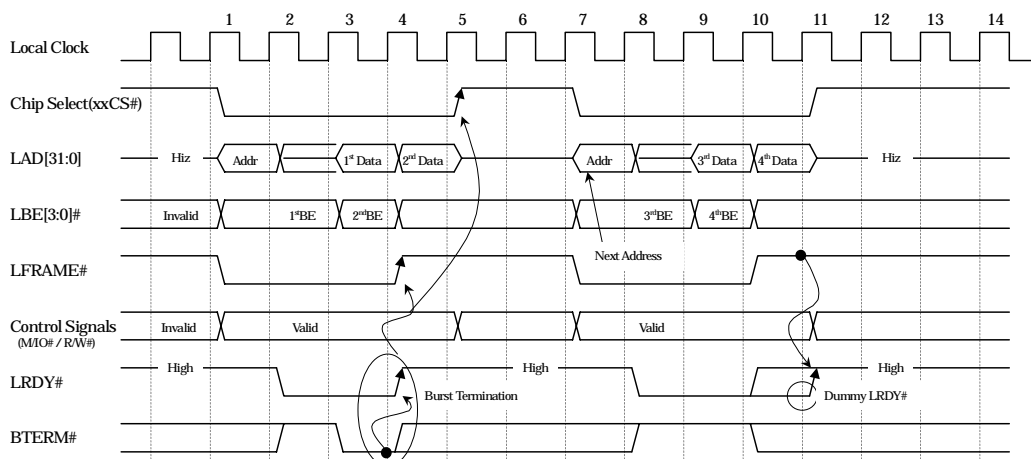 1 2 3 4 5 6 7 8 9 10 11 12 13 14
Local Clock
Chip Select(xxCS#)
LAD[31:0] Hiz Addr 1st Data 2nd Data Addr 3rd Data 4th Data Hiz
LBE[3:0]# Invalid 1stBE 2ndBE 3rdBE 4thBE
Next Address
LFRAME#
Control Signals Invalid Valid Valid
(M/IO# / R/W#)
High High High
LRDY#
Burst Termination Dummy LRDY#
BTERM#